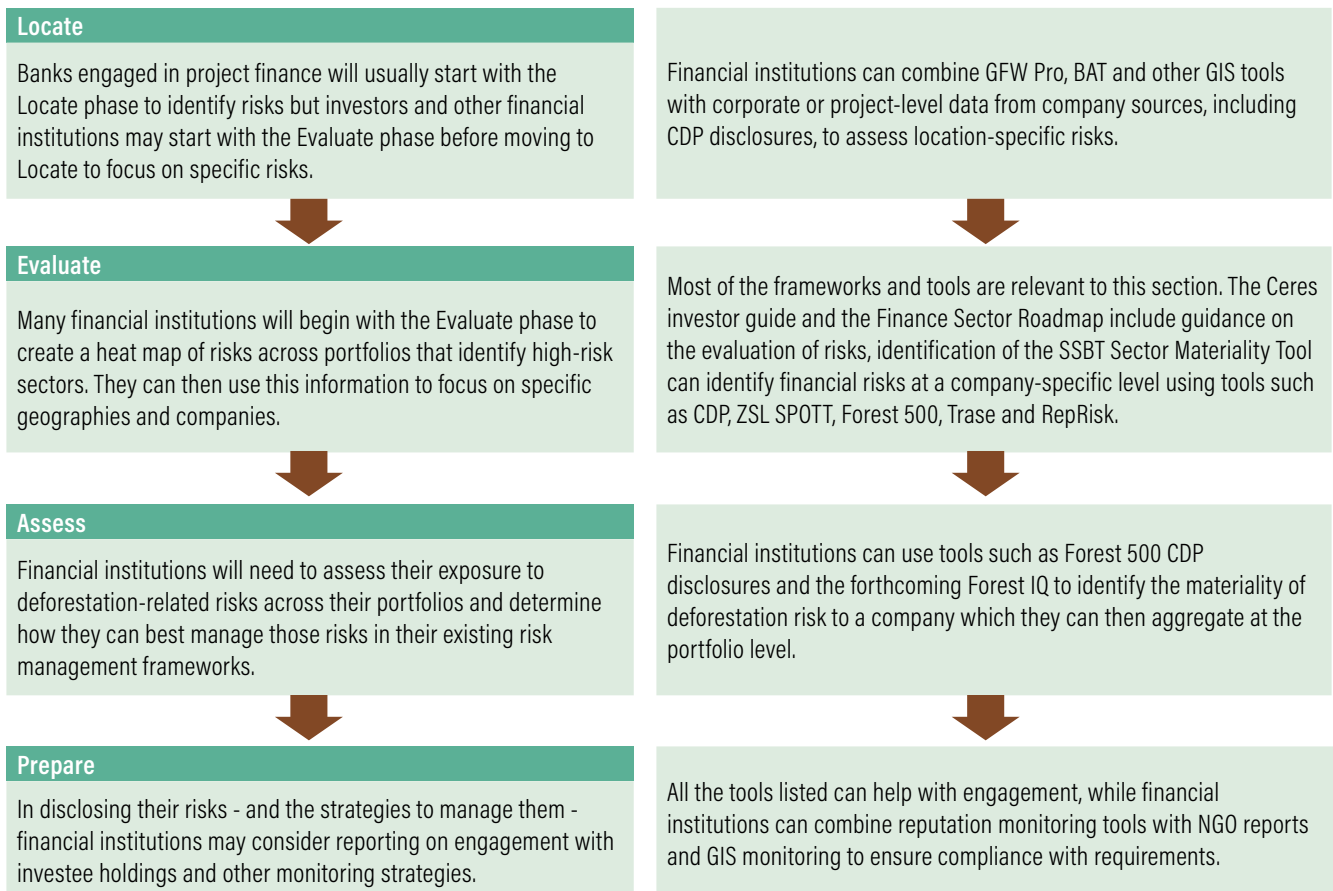 Locate
Banks engaged in project finance will usually start with the
Locate phase to identify risks but investors and other financial
institutions may start with the Evaluate phase before moving to
Locate to focus on specific risks.
Financial institutions can combine GFW Pro, BAT and other GIS tools
with corporate or project-level data from company sources, including
CDP disclosures, to assess location-specific risks.
Evaluate
Many financial institutions will begin with the Evaluate phase to
create a heat map of risks across portfolios that identify high-risk
sectors. They can then use this information to focus on specific
geographies and companies.
Most of the frameworks and tools are relevant to this section. The Ceres
investor guide and the Finance Sector Roadmap include guidance on
the evaluation of risks, identification of the SSBT Sector Materiality Tool
can identify financial risks at a company-specific level using tools such
as CDP, ZSL SPOTT, Forest 500, Trase and RepRisk.
Assess
Financial institutions will need to assess their exposure to
deforestation-related risks across their portfolios and determine
how they can best manage those risks in their existing risk
management frameworks.
Financial institutions can use tools such as Forest 500 CDP
disclosures and the forthcoming Forest IQ to identify the materiality of
deforestation risk to a company which they can then aggregate at the
portfolio level.
Prepare
In disclosing their risks - and the strategies to manage them -
financial institutions may consider reporting on engagement with
investee holdings and other monitoring strategies.
All the tools listed can help with engagement, while financial
institutions can combine reputation monitoring tools with NGO reports
and GIS monitoring to ensure compliance with requirements.